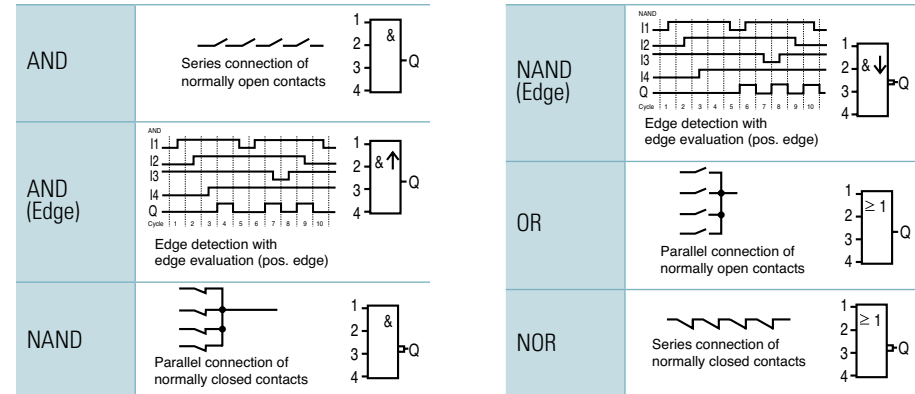 AND
Series connection of
normally open contacts
1
2
3
4
&
Q
AND
(Edge)
AND
I1
I2
I3
I4
Q
Cycle 1 2 3 4 5 6 7 8 9 10
Edge detection with
edge evaluation (pos. edge)
1
2
3
4
&
Q
NAND
Parallel connection of
normally closed contacts
1
2
3
4
&
Q
NAND
(Edge)
NAND
I1
I2
I3
I4
Q
Cycle 1 2 3 4 5 6 7 8 9 10
Edge detection with
edge evaluation (pos. edge)
1
2
3
4
&
Q
OR
Parallel connection of
normally open contacts
1
2
3
4
≥ 1
Q
NOR
Series connection of
normally closed contacts
1
2
3
4
≥ 1
Q